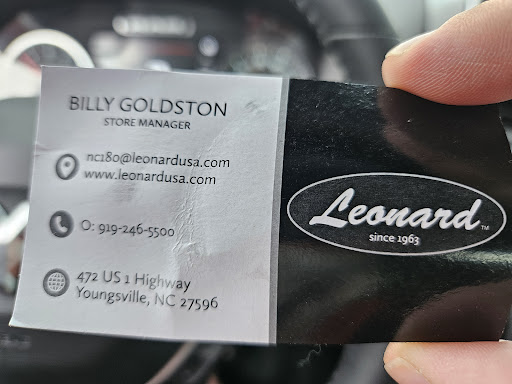 BILLY GOLDSTON
STORE MANAGER
nc180@leonardusa.com
www.leonardusa.com
O: 919-246-5500
472 US 1 Highway
Youngsville, NC 27596
Leonard™
since 1963